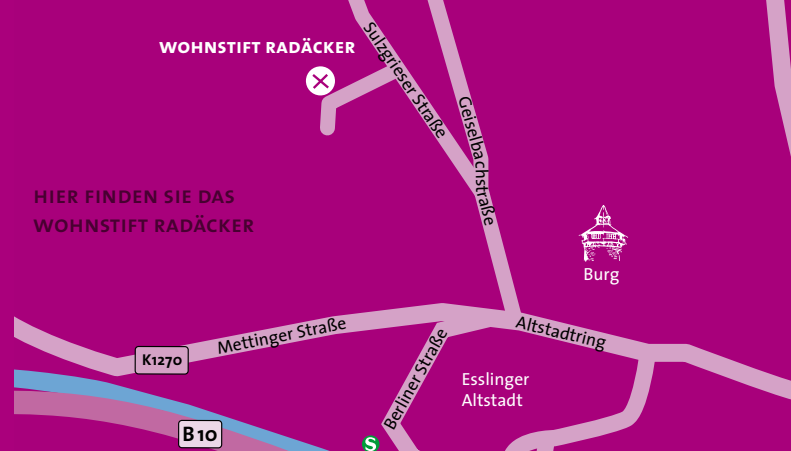 WOHNSTIFT RADÄCKER
Sulzgrieser Straße
Geiselbachstraße
HIER FINDEN SIE DAS
WOHNSTIFT RADÄCKER
Burg
Mettinger Straße
Altstadtring
K1270
Berliner Straße
Esslinger
Altstadt
B10
S